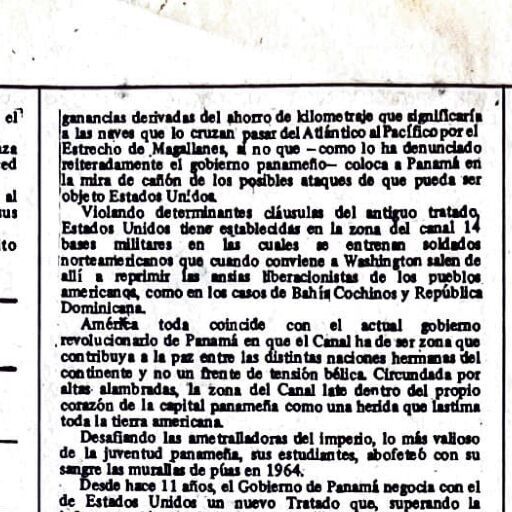 el
ganancias derivadas del ahorro de kilometraje que significaría
a las naves que lo cruzan pasar del Atlántico al Pacífico por el
Estrecho de Magallanes, si no que —como lo ha denunciado
reiteradamente el gobierno panameño— coloca a Panamá en
la mira de cañón de los posibles ataques de que pueda ser
objeto Estados Unidos.
Violando determinantes cláusulas del antiguo tratado,
Estados Unidos tiene establecidas en la zona del canal 14
bases militares en las cuales se entrenan soldados
norteamericanos que cuando conviene a Washington salen de
allí a reprimir las ansias liberacionistas de los pueblos
americanos, como en los casos de Bahía Cochinos y República
Dominicana.
América toda coincide con el actual gobierno
revolucionario de Panamá en que el Canal ha de ser zona que
contribuya a la paz entre las distintas naciones hermanas del
continente y no un frente de tensión bélica. Circundada por
altas alambradas, la zona del Canal late dentro del propio
corazón de la capital panameña como una herida que lastima
toda la tierra americana.
Desafiando las ametralladoras del imperio, lo más valioso
de la juventud panameña, sus estudiantes, abofeteó con su
sangre las murallas de púas en 1964.
Desde hace 11 años, el Gobierno de Panamá negocia con el
de Estados Unidos un nuevo Tratado que, superando la